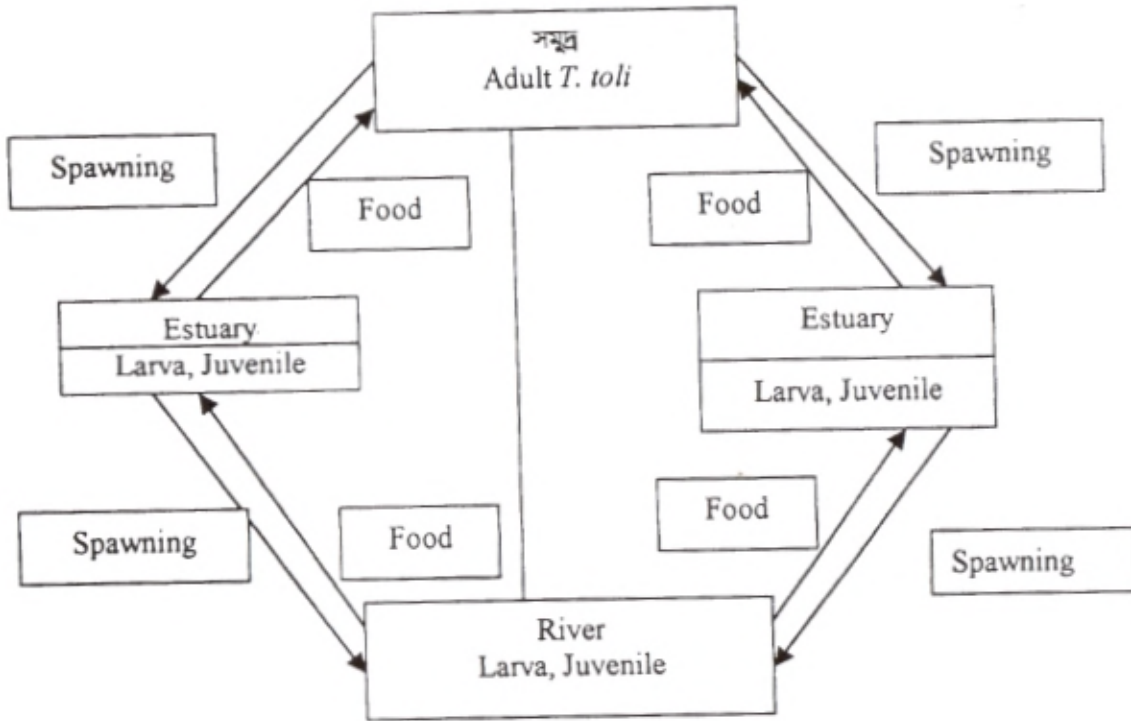 সমুদ্র
Adult T. toli
Spawning
Food
Food
Spawning
Estuary
Larva, Juvenile
Estuary
Larva, Juvenile
Spawning
Food
Food
Spawning
River
Larva, Juvenile